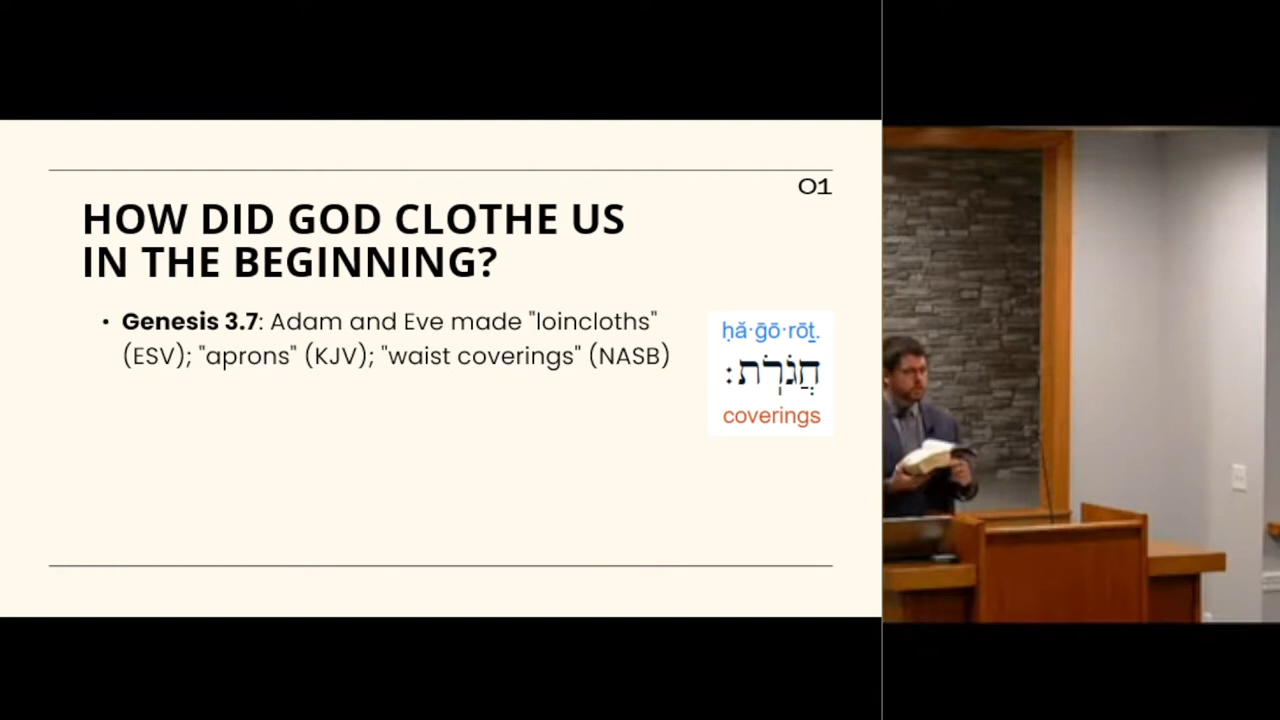 01
HOW DID GOD CLOTHE US
IN THE BEGINNING?
• Genesis 3.7: Adam and Eve made "loincloths"
(ESV); "aprons" (KJV); "waist coverings" (NASB)
ḥă·ḡō·rōṯ.
חֲגֹרֹֽת׃
coverings